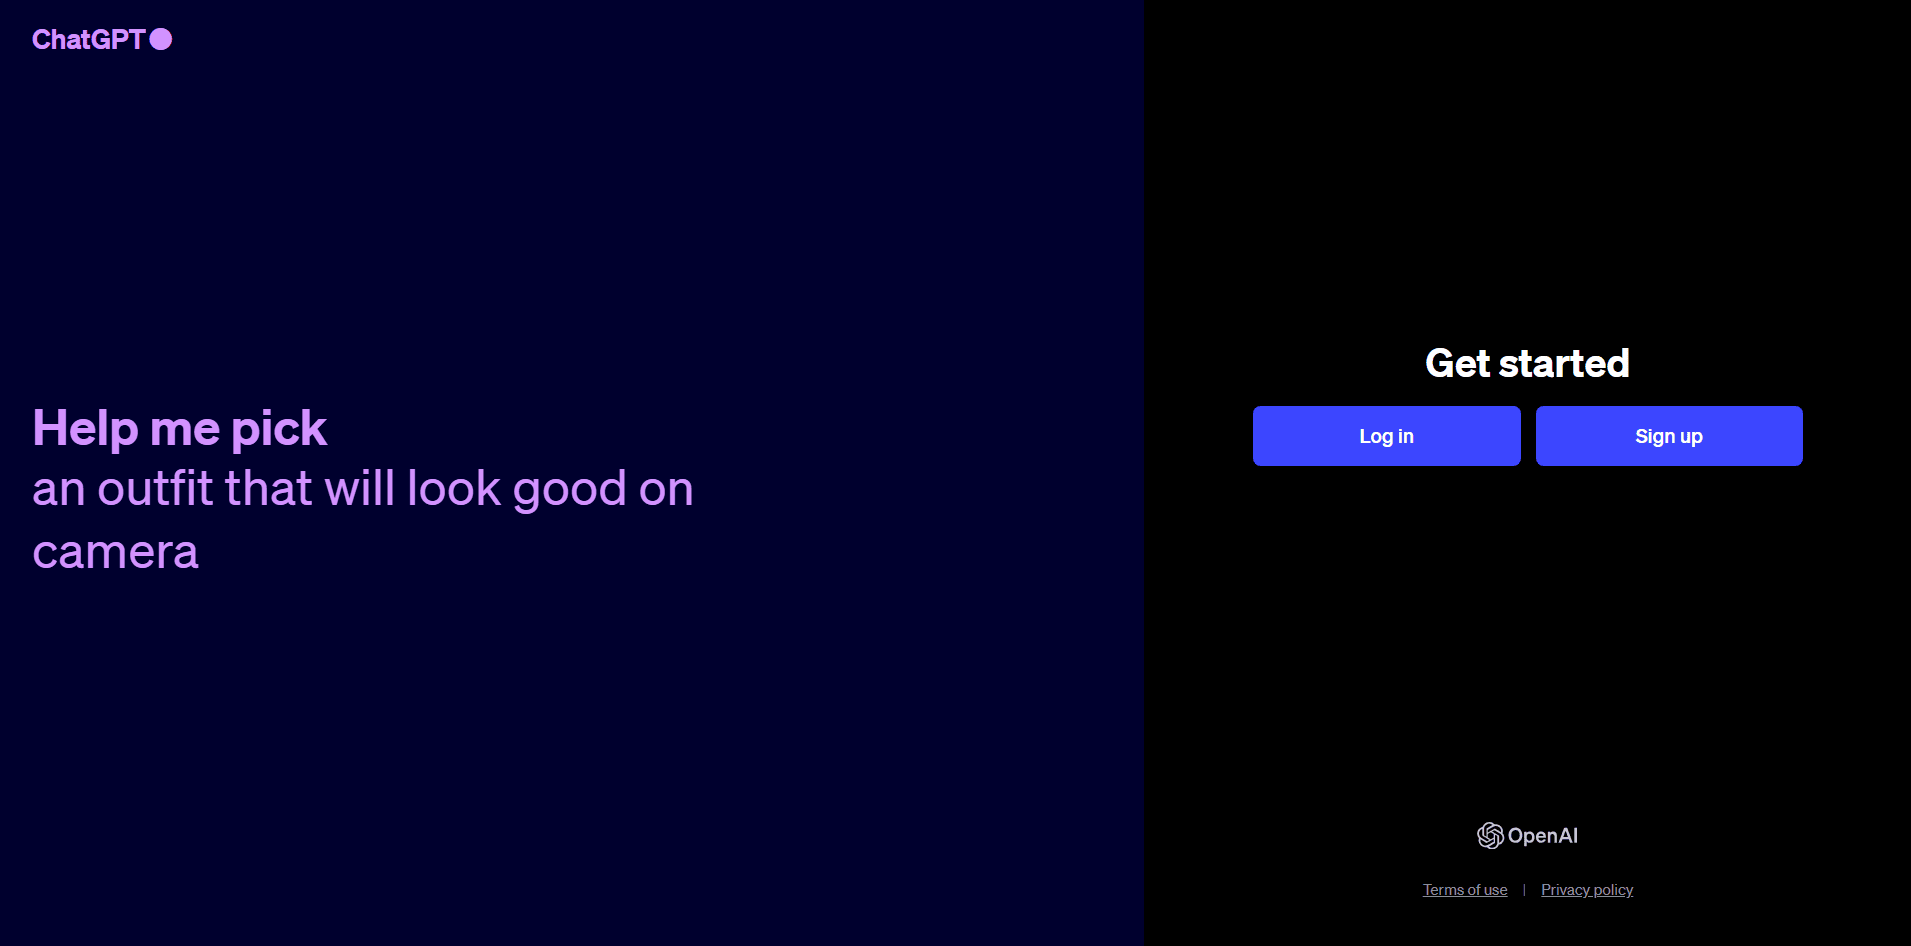 ChatGPT
Help me pick
an outfit that will look good on
camera
Get started
Log in
Sign up
OpenAI
Terms of use | Privacy policy